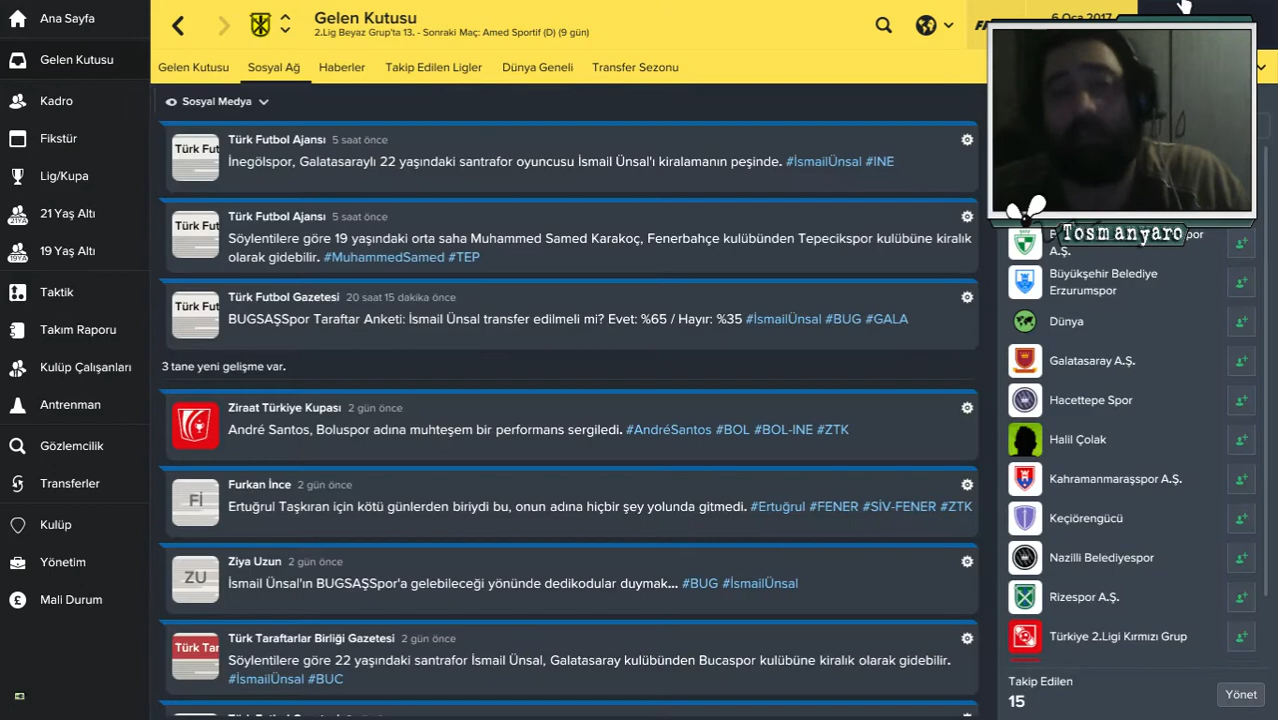 Ana Sayfa
Gelen Kutusu
Kadro
Fikstür
Lig/Kupa
21 Yaş Altı
19 Yaş Altı
Taktik
Takım Raporu
Kulüp Çalışanları
Antrenman
Gözlemcilik
Transferler
Kulüp
Yönetim
Mali Durum
Gelen Kutusu
2.Lig Beyaz Grup'ta 13. - Sonraki Maç: Amed Sportif (D) (9 gün)
6 Oca 2017
Gelen Kutusu
Sosyal Ağ
Haberler
Takip Edilen Ligler
Dünya Geneli
Transfer Sezonu
Sosyal Medya
Türk Fut
Türk Futbol Ajansı 5 saat önce
İnegölspor, Galatasaraylı 22 yaşındaki santrafor oyuncusu İsmail Ünsal'ı kiralamanın peşinde. #İsmailÜnsal #INE
Türk Fut
Türk Futbol Ajansı 5 saat önce
Söylentilere göre 19 yaşındaki orta saha Muhammed Samed Karakoç, Fenerbahçe kulübünden Tepecikspor kulübüne kiralık
olarak gidebilir. #MuhammedSamed #TEP
Türk Fut
Türk Futbol Gazetesi 20 saat 15 dakika önce
BUGSAŞSpor Taraftar Anketi: İsmail Ünsal transfer edilmeli mi? Evet: %65 / Hayır: %35 #İsmailÜnsal #BUG #GALA
3 tane yeni gelişme var.
Ziraat Türkiye Kupası 2 gün önce
André Santos, Boluspor adına muhteşem bir performans sergiledi. #AndréSantos #BOL #BOL-INE #ZTK
Fİ
Furkan İnce 2 gün önce
Ertuğrul Taşkıran için kötü günlerden biriydi bu, onun adına hiçbir şey yolunda gitmedi. #Ertuğrul #FENER #SİV-FENER #ZTK
ZU
Ziya Uzun 2 gün önce
İsmail Ünsal'ın BUGSAŞSpor'a gelebileceği yönünde dedikodular duymak... #BUG #İsmailÜnsal
Türk Tar
Türk Taraftarlar Birliği Gazetesi 2 gün önce
Söylentilere göre 22 yaşındaki santrafor İsmail Ünsal, Galatasaray kulübünden Bucaspor kulübüne kiralık olarak gidebilir.
#İsmailÜnsal #BUC
Tosmanyaro
por
A.Ş.
Büyükşehir Belediye
Erzurumspor
Dünya
Galatasaray A.Ş.
Hacettepe Spor
Halil Çolak
Kahramanmaraşspor A.Ş.
Keçiörengücü
Nazilli Belediyespor
Rizespor A.Ş.
Türkiye 2.Ligi Kırmızı Grup
Takip Edilen
15
Yönet